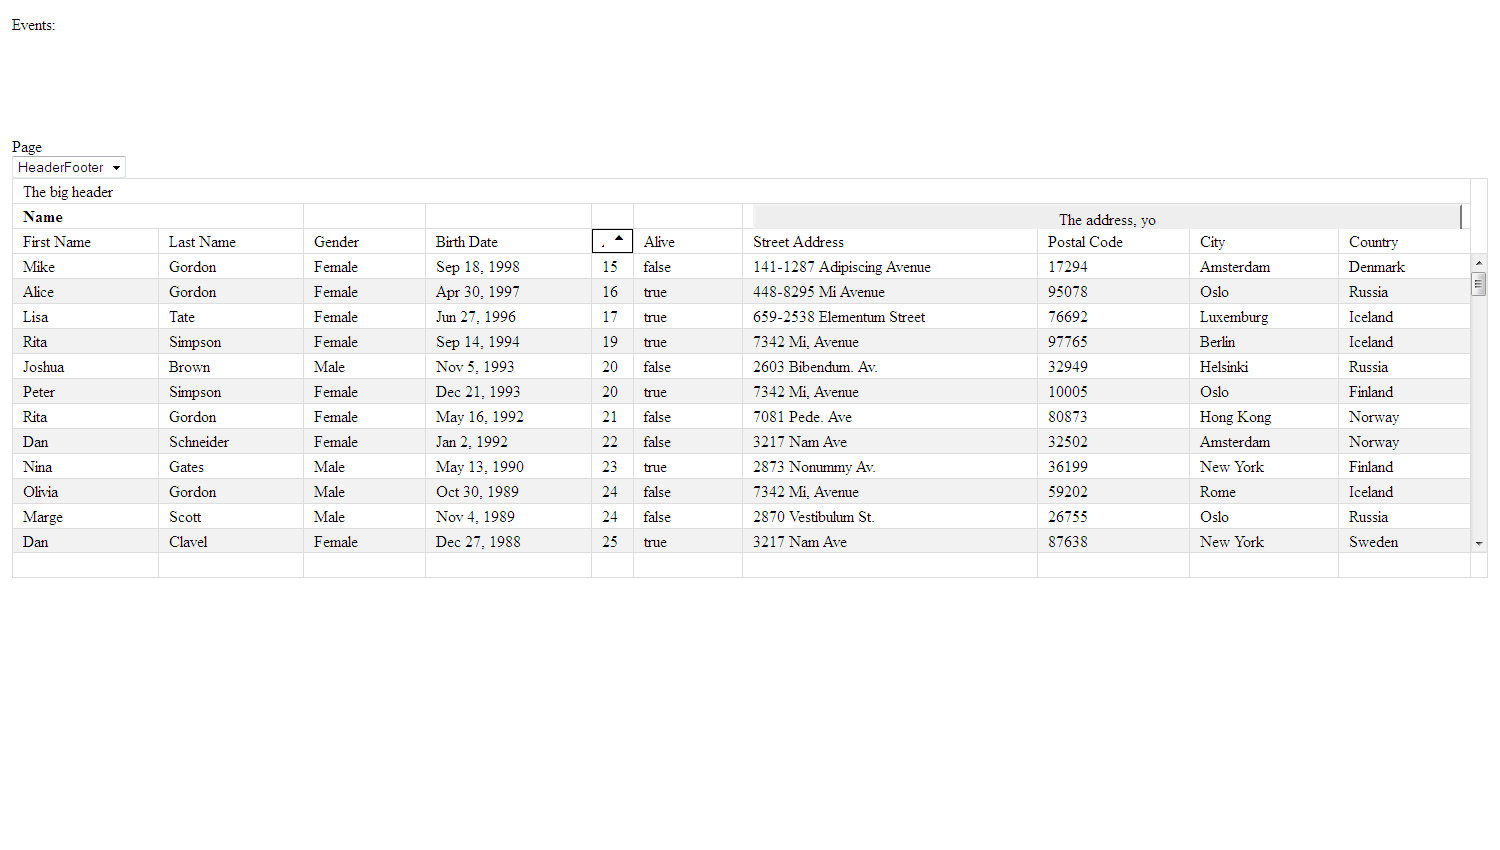 Events:
Page
HeaderFooter
The big header
Name The address, yo
First Name Last Name Gender Birth Date Alive Street Address Postal Code City Country
Mike Gordon Female Sep 18, 1998 15 false 141-1287 Adipiscing Avenue 17294 Amsterdam Denmark
Alice Gordon Female Apr 30, 1997 16 true 448-8295 Mi Avenue 95078 Oslo Russia
Lisa Tate Female Jun 27, 1996 17 true 659-2538 Elementum Street 76692 Luxemburg Iceland
Rita Simpson Female Sep 14, 1994 19 true 7342 Mi, Avenue 97765 Berlin Iceland
Joshua Brown Male Nov 5, 1993 20 false 2603 Bibendum. Av. 32949 Helsinki Russia
Peter Simpson Female Dec 21, 1993 20 true 7342 Mi, Avenue 10005 Oslo Finland
Rita Gordon Female May 16, 1992 21 false 7081 Pede. Ave 80873 Hong Kong Norway
Dan Schneider Female Jan 2, 1992 22 false 3217 Nam Ave 32502 Amsterdam Norway
Nina Gates Male May 13, 1990 23 true 2873 Nonummy Av. 36199 New York Finland
Olivia Gordon Male Oct 30, 1989 24 false 7342 Mi, Avenue 59202 Rome Iceland
Marge Scott Male Nov 4, 1989 24 false 2870 Vestibulum St. 26755 Oslo Russia
Dan Clavel Female Dec 27, 1988 25 true 3217 Nam Ave 87638 New York Sweden